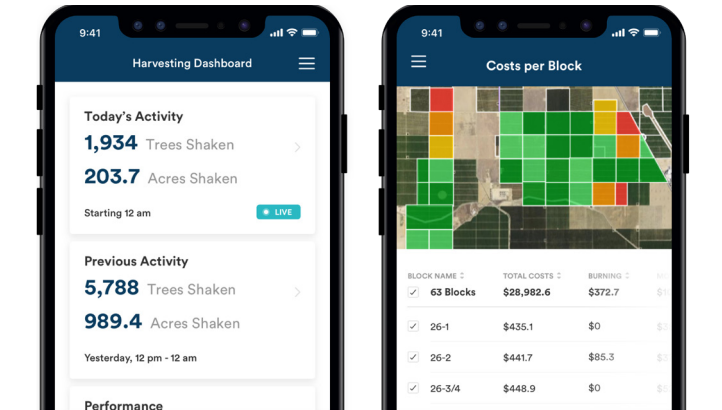 9:41
Harvesting Dashboard
Today's Activity
1,934 Trees Shaken
203.7 Acres Shaken
Starting 12 am
LIVE
Previous Activity
5,788 Trees Shaken
989.4 Acres Shaken
Yesterday, 12 pm - 12 am
Performance
9:41
Costs per Block
BLOCK NAME TOTAL COSTS BURNING
63 Blocks $28,982.6 $372.7
26-1 $435.1 $0
26-2 $441.7 $85.3
26-3/4 $448.9 $0